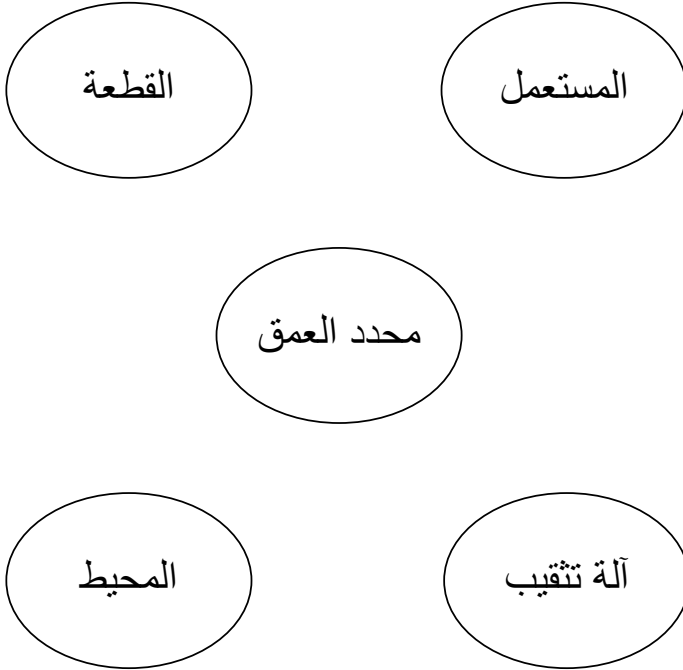 المستعمل
القطعة
محدد العمق
آلة تثقيب
المحيط